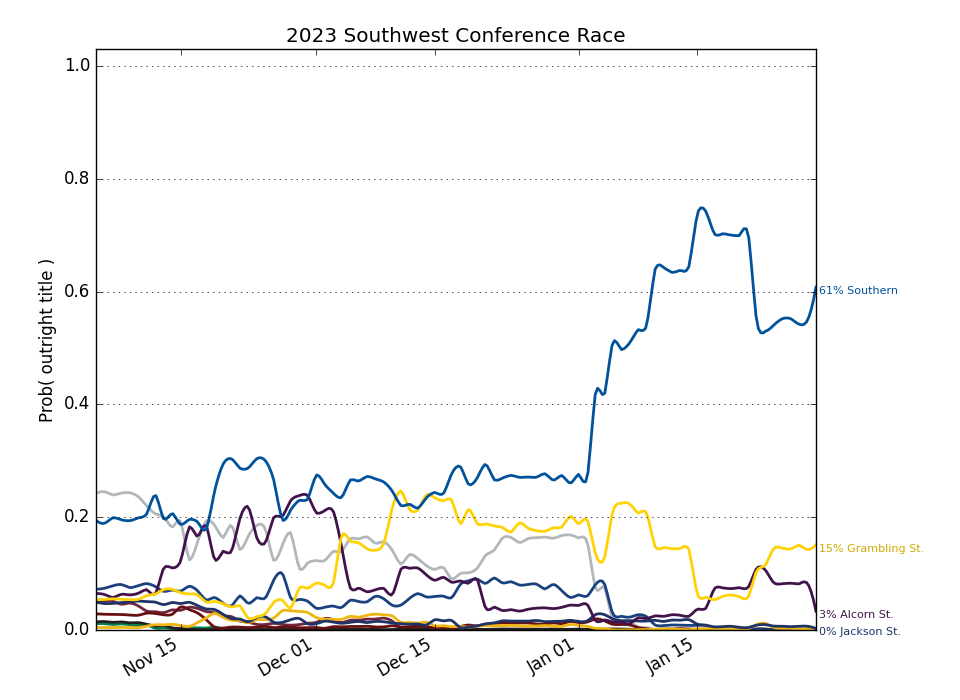 2023 Southwest Conference Race
Prob( outright title )
1.0
0.8
0.6
0.4
0.2
0.0
61% Southern
15% Grambling St.
3% Alcorn St.
0% Jackson St.
Nov 15
Dec 01
Dec 15
Jan 01
Jan 15